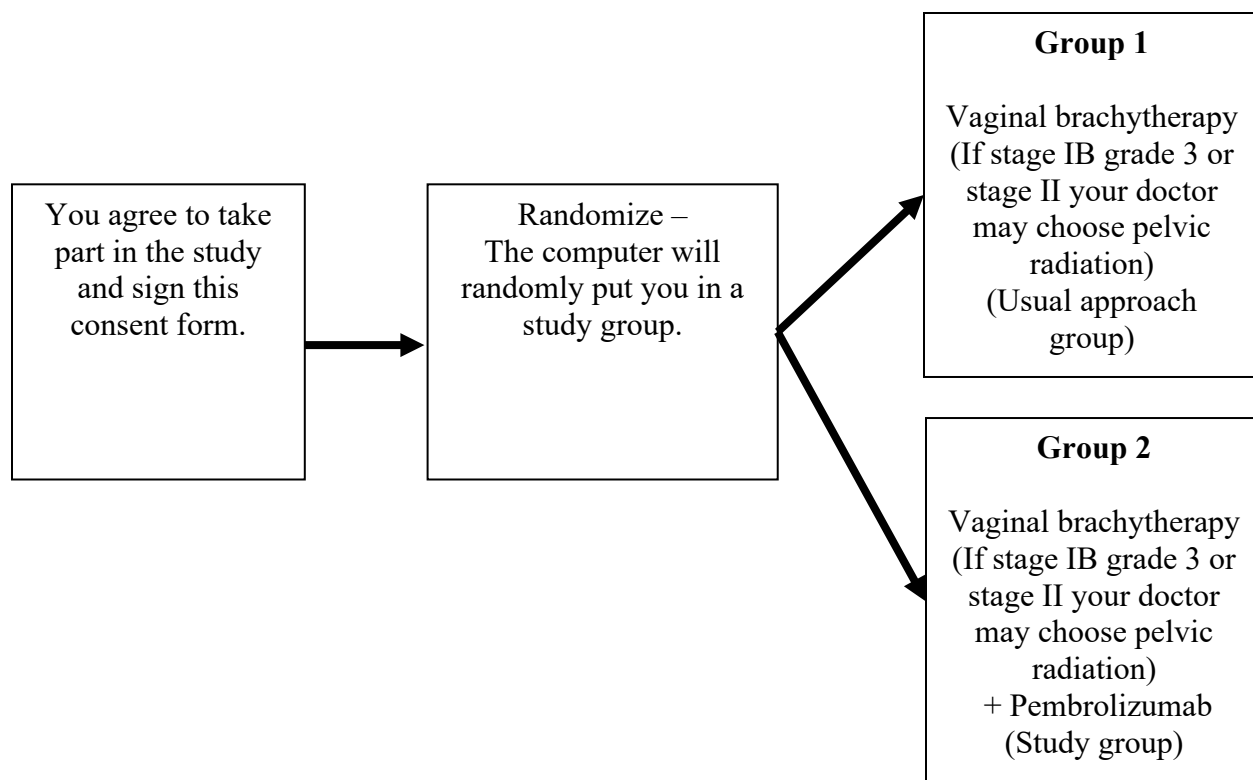 You agree to take
part in the study
and sign this
consent form.
Randomize –
The computer will
randomly put you in a
study group.
Group 1
Vaginal brachytherapy
(If stage IB grade 3 or
stage II your doctor
may choose pelvic
radiation)
(Usual approach
group)
Group 2
Vaginal brachytherapy
(If stage IB grade 3 or
stage II your doctor
may choose pelvic
radiation)
+ Pembrolizumab
(Study group)